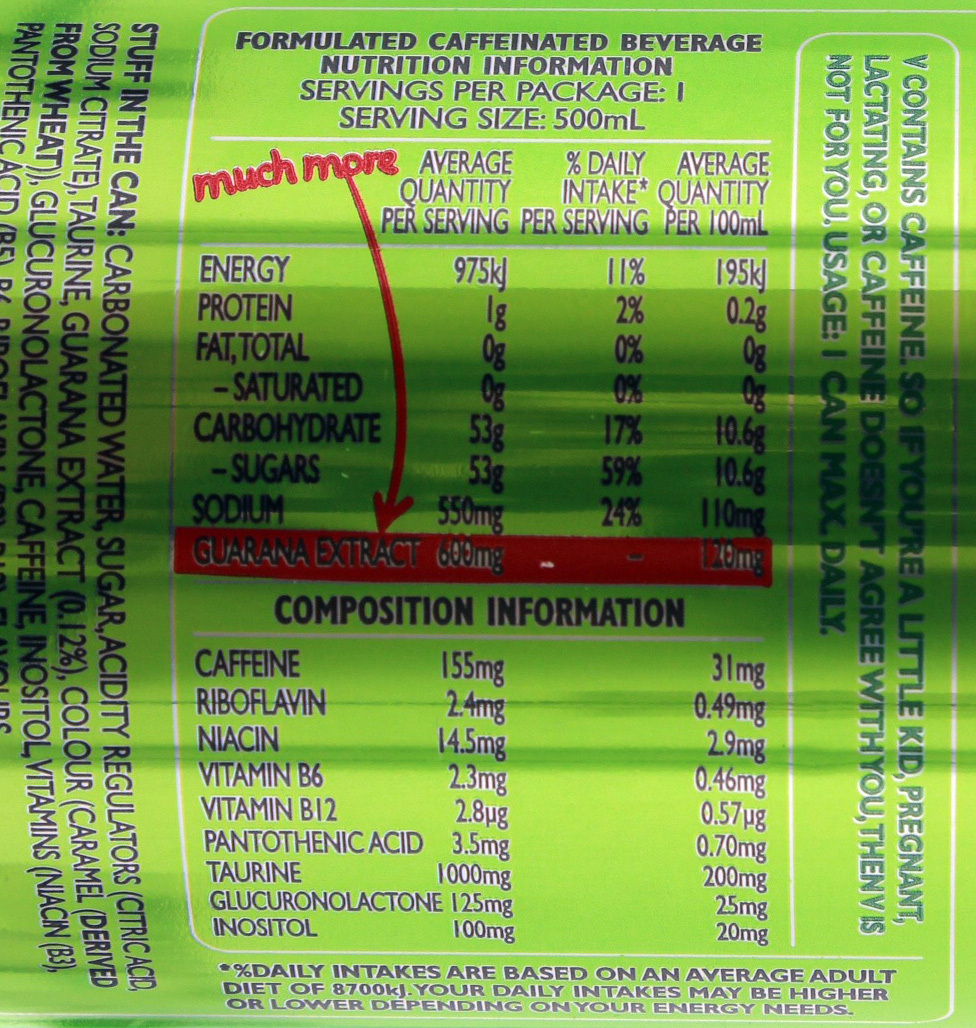 FORMULATED CAFFEINATED BEVERAGE
NUTRITION INFORMATION
SERVINGS PER PACKAGE: 1
SERVING SIZE: 500mL
much more
AVERAGE QUANTITY PER SERVING % DAILY INTAKE* PER SERVING AVERAGE QUANTITY PER 100mL
ENERGY 975kJ 11% 195kJ
PROTEIN 1g 2% 0.2g
FAT, TOTAL 0g 0% 0g
– SATURATED 0g 0% 0g
CARBOHYDRATE 53g 17% 10.6g
– SUGARS 53g 59% 10.6g
SODIUM 550mg 24% 110mg
GUARANA EXTRACT 600mg - – 120mg
COMPOSITION INFORMATION
CAFFEINE 155mg 31mg
RIBOFLAVIN 2.4mg 0.49mg
NIACIN 14.5mg 2.9mg
VITAMIN B6 2.3mg 0.46mg
VITAMIN B12 2.8µg 0.57µg
PANTOTHENIC ACID 3.5mg 0.70mg
TAURINE 1000mg 200mg
GLUCURONOLACTONE 125mg 25mg
INOSITOL 100mg 20mg
*%DAILY INTAKES ARE BASED ON AN AVERAGE ADULT
DIET OF 8700kJ. YOUR DAILY INTAKES MAY BE HIGHER
OR LOWER DEPENDING ON YOUR ENERGY NEEDS.
V CONTAINS CAFFEINE. SO IF YOU'RE A LITTLE KID, PREGNANT,
LACTATING, OR CAFFEINE DOESN'T AGREE WITH YOU, THEN V IS
NOT FOR YOU. USAGE: 1 CAN MAX. DAILY.
STUFF IN THE CAN: CARBONATED WATER, SUGAR, ACIDITY REGULATORS (CITRIC ACID,
SODIUM CITRATE), TAURINE, GUARANA EXTRACT (0.12%), COLOUR (CARAMEL (DERIVED
FROM WHEAT)), GLUCURONOLACTONE, CAFFEINE, INOSITOL, VITAMINS (NIACIN (B3),
PANTOTHENIC ACID (B5), B6, RIBOFLAVIN